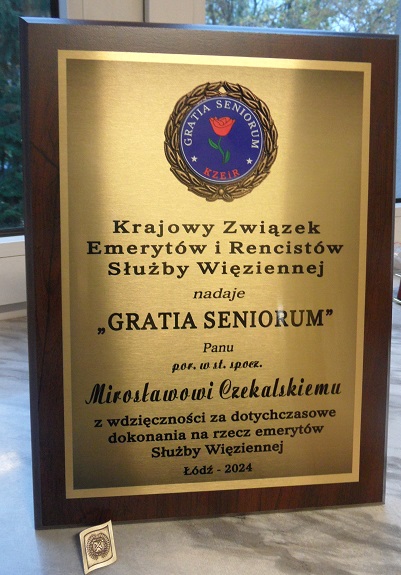 GRATIA SENIORUM
KZEiR
Krajowy Związek
Emerytów i Rencistów
Służby Więziennej
nadaje
„GRATIA SENIORUM”
Panu
por. w st. spocz.
Mirosławowi Czekalskiemu
z wdzięczności za dotychczasowe
dokonania na rzecz emerytów
Służby Więziennej
Łódź - 2024